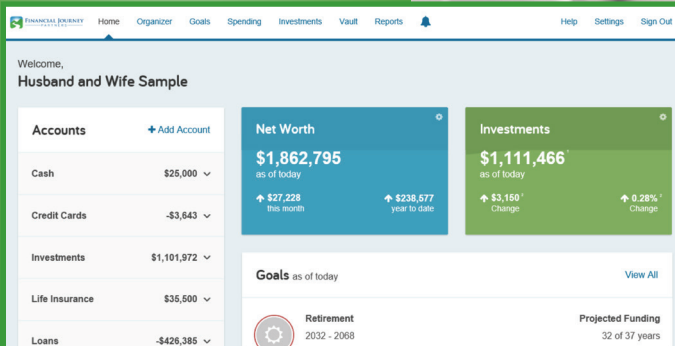 FINANCIAL JOURNEY
PARTNERS
Home Organizer Goals Spending Investments Vault Reports Help Settings Sign Out
Welcome,
Husband and Wife Sample
Accounts + Add Account
Cash $25,000
Credit Cards -$3,643
Investments $1,101,972
Life Insurance $35,500
Loans -$426,385
Net Worth
$1,862,795
as of today
$27,228 $238,577
this month year to date
Investments
$1,111,466
as of today
$3,150 0.28%
Change Change
Goals as of today View All
Retirement Projected Funding
2032 - 2068 32 of 37 years